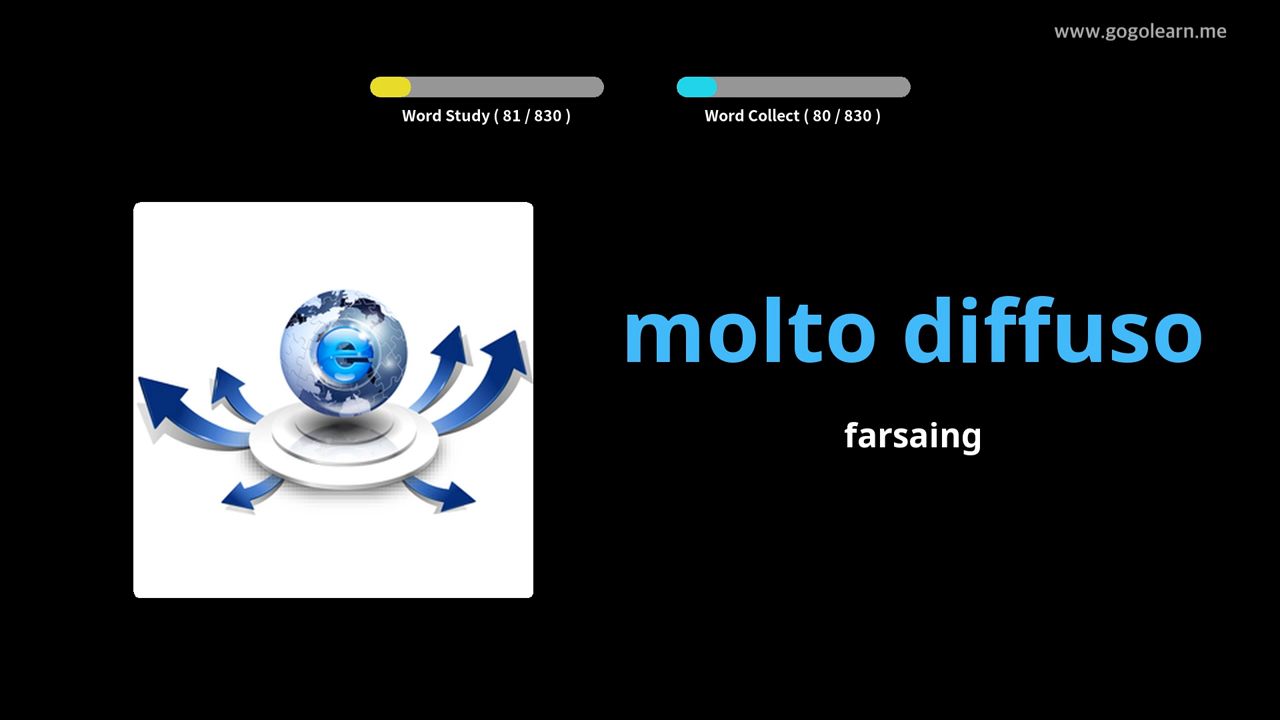 www.gogolearn.me
Word Study ( 81 / 830 )
Word Collect ( 80 / 830 )
e
molto diffuso
farsaing